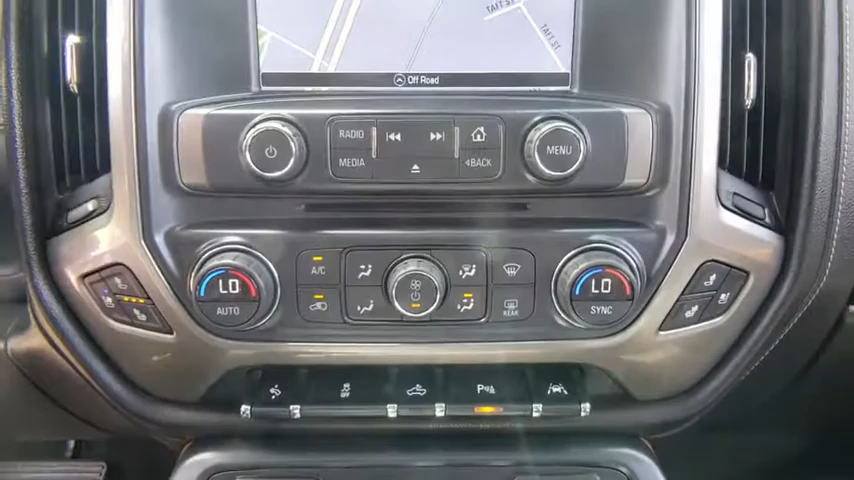 TAFT ST
TAFT ST
Off Road
RADIO
MEDIA
BACK
MENU
A/C
LO
AUTO
REAR
LO
SYNC
OFF
P